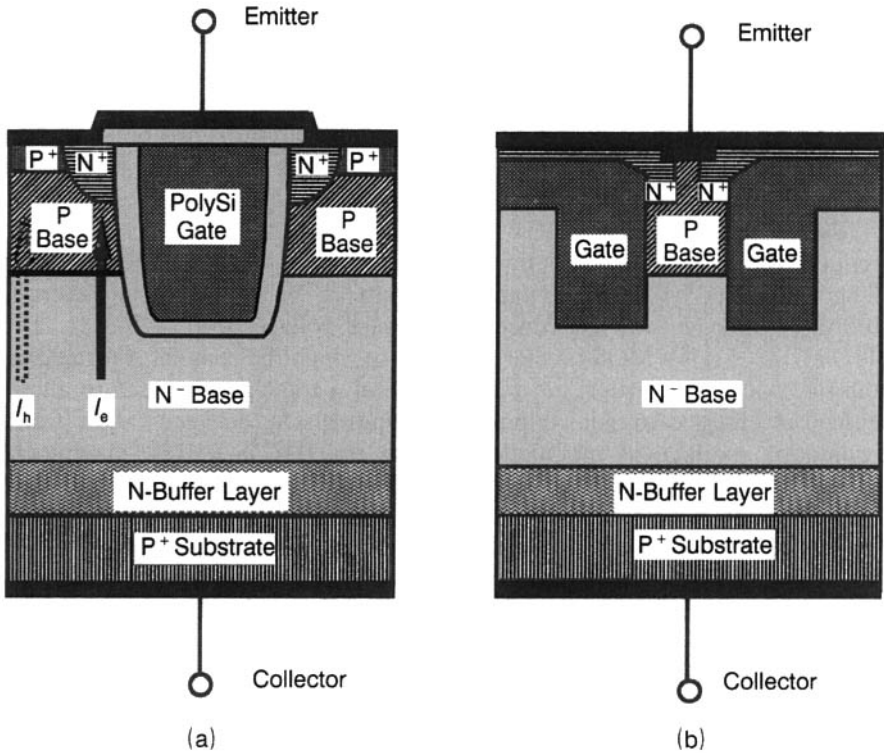 Emitter
P⁺ N⁺ N⁺ P⁺
PolySi
Gate
P
Base
P
Base
Iₕ Iₑ
N⁻ Base
N-Buffer Layer
P⁺ Substrate
Collector
(a)
Emitter
N⁺ N⁺
Gate
P
Base
Gate
N⁻ Base
N-Buffer Layer
P⁺ Substrate
Collector
(b)